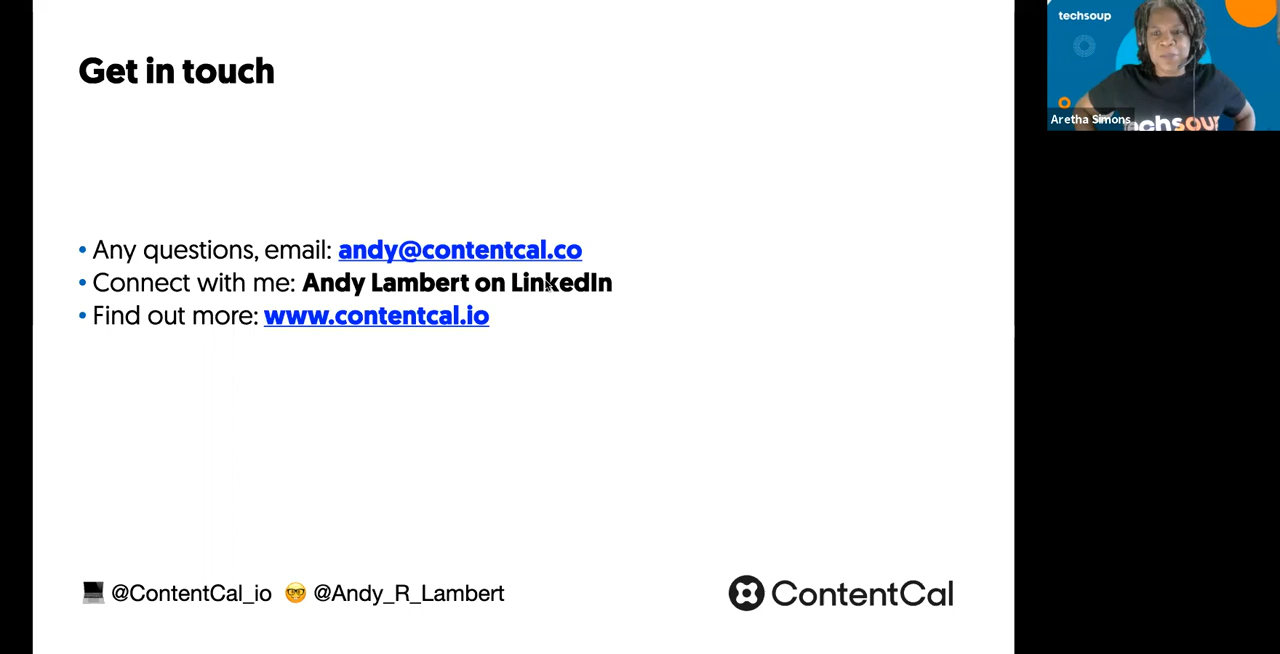 Get in touch
• Any questions, email: andy@contentcal.co
• Connect with me: Andy Lambert on LinkedIn
• Find out more: www.contentcal.io
@ContentCal_io @Andy_R_Lambert
ContentCal
techsoup
Aretha Simons